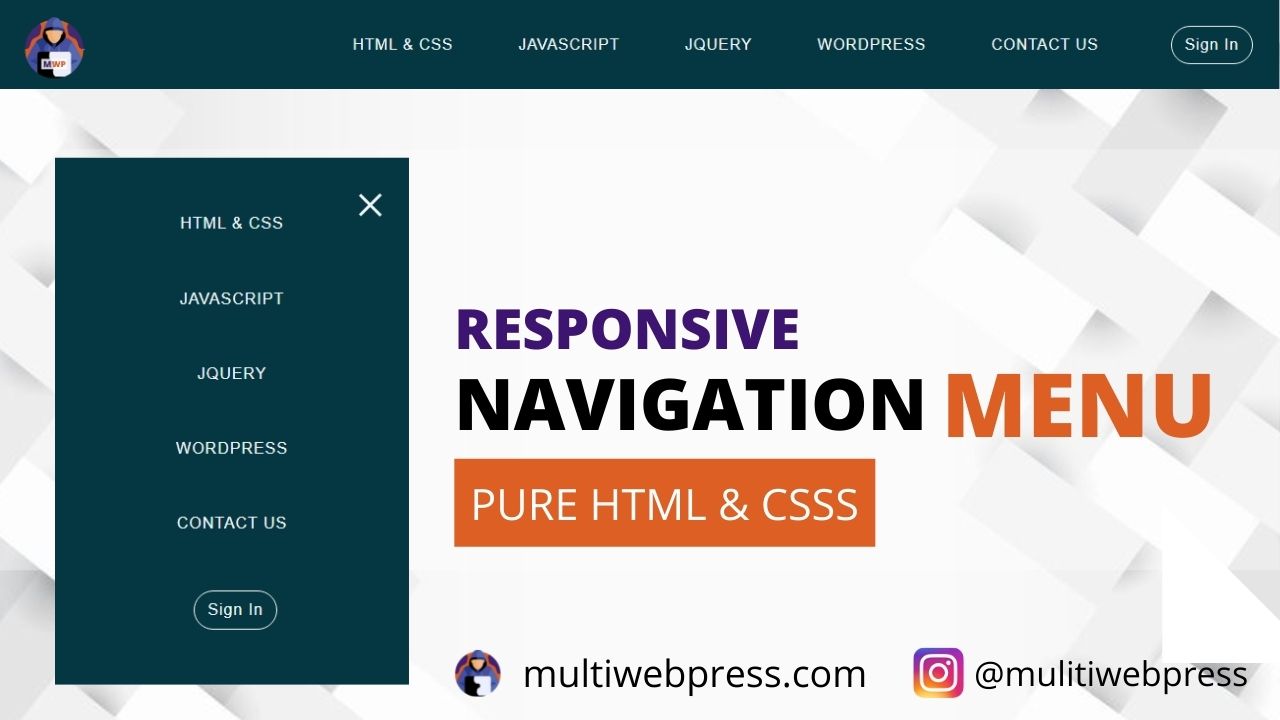 MWP
HTML & CSS JAVASCRIPT JQUERY WORDPRESS CONTACT US Sign In
HTML & CSS
JAVASCRIPT
JQUERY
WORDPRESS
CONTACT US
Sign In
RESPONSIVE
NAVIGATION MENU
PURE HTML & CSSS
multiwebpress.com
@mulitiwebpress